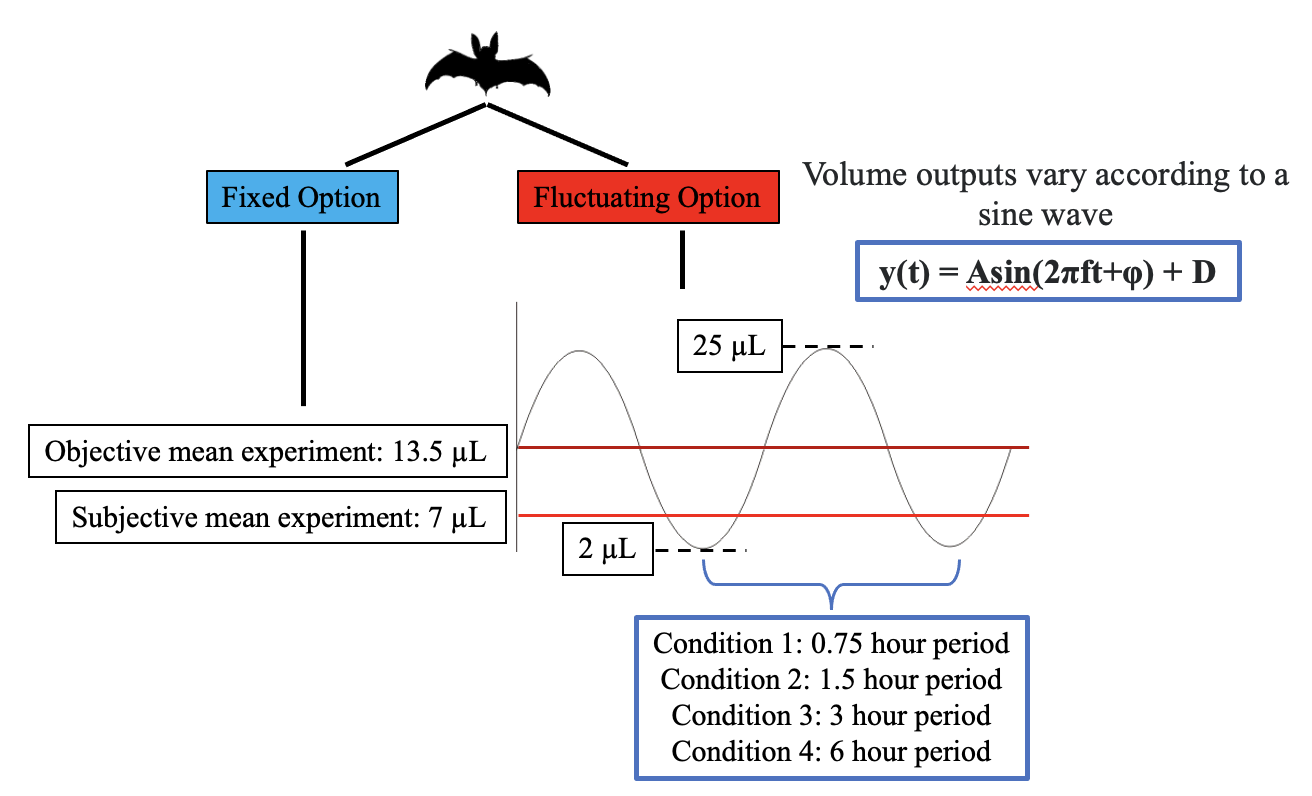 Fixed Option
Fluctuating Option
Volume outputs vary according to a
sine wave
y(t) = Asin(2πft+φ) + D
25 µL
Objective mean experiment: 13.5 µL
Subjective mean experiment: 7 µL
2 µL
Condition 1: 0.75 hour period
Condition 2: 1.5 hour period
Condition 3: 3 hour period
Condition 4: 6 hour period